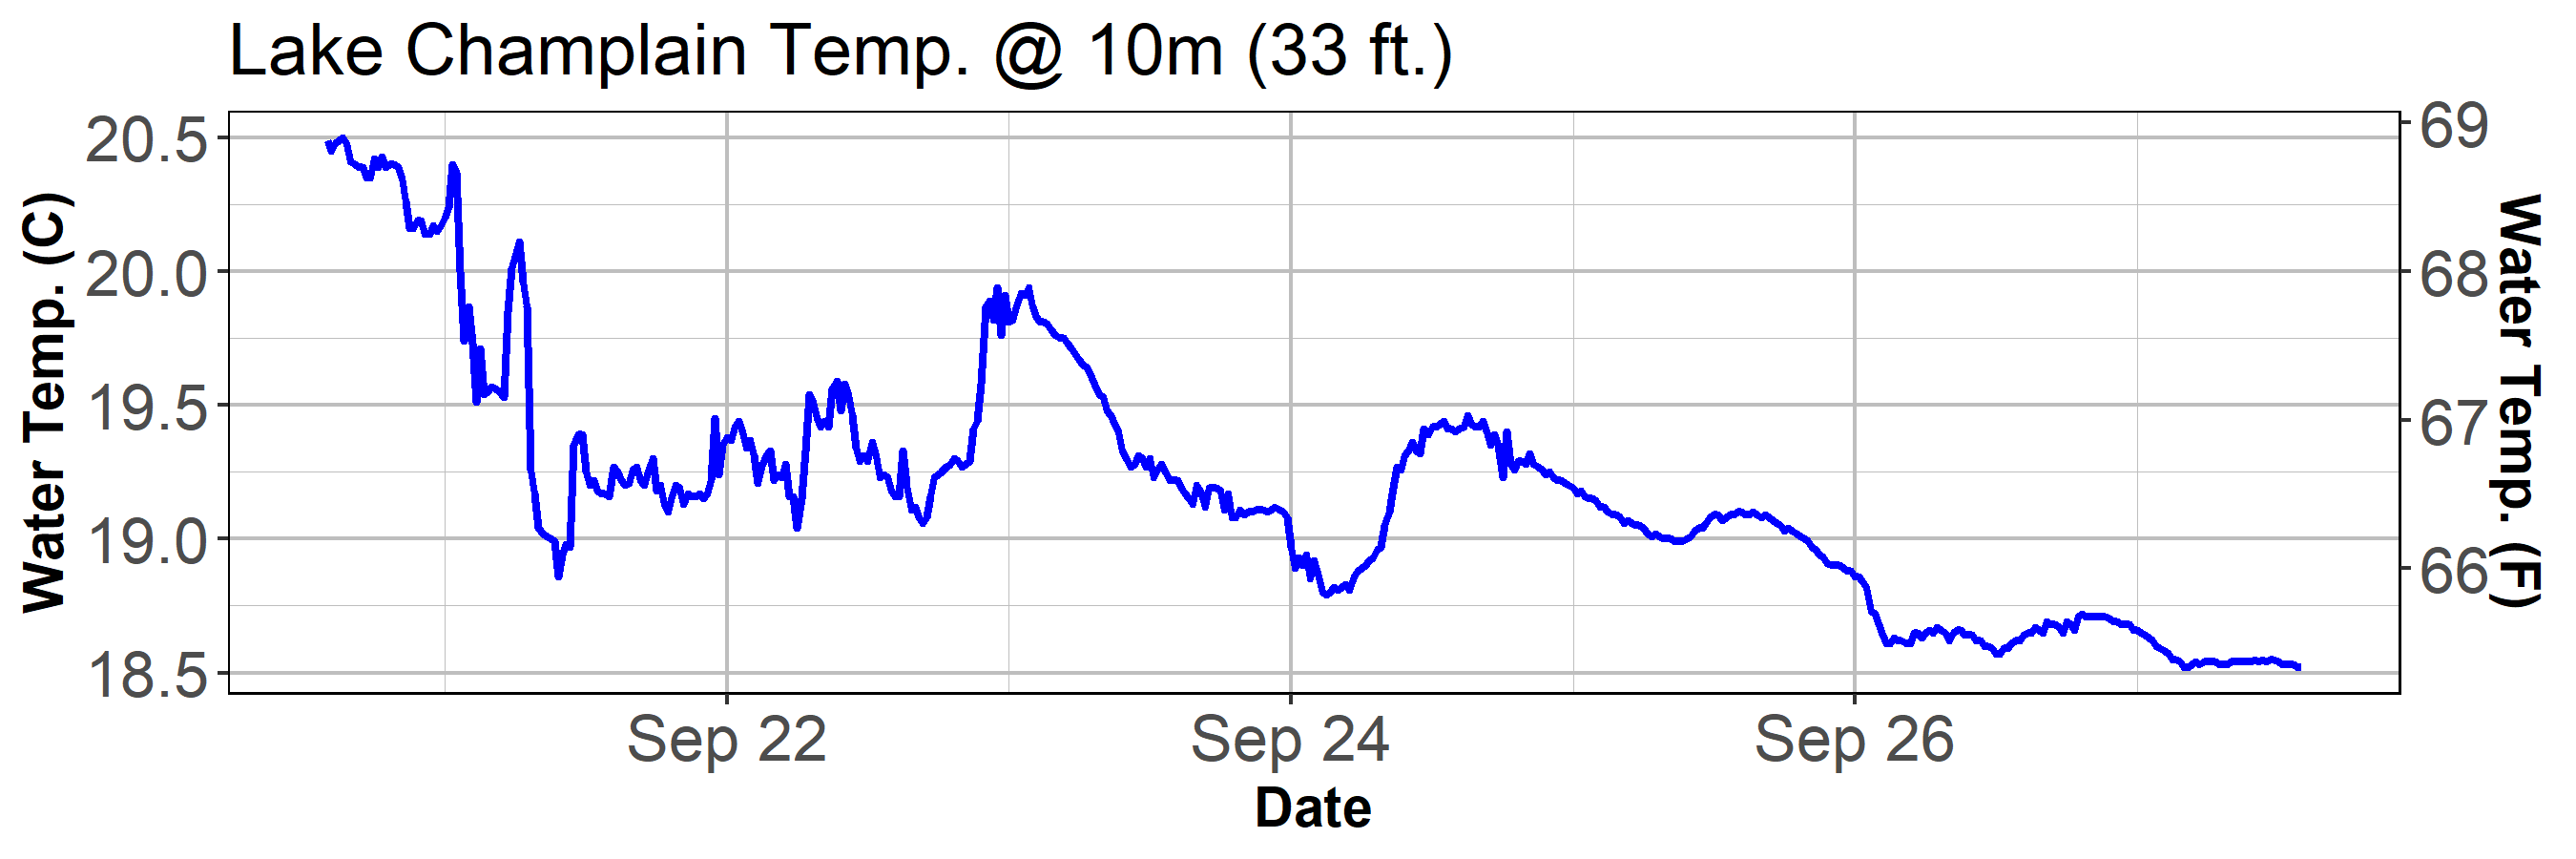 Lake Champlain Temp. @ 10m (33 ft.)
Water Temp. (C)
20.5
20.0
19.5
19.0
18.5
69
68
67
66
Water Temp. (F)
Sep 22
Sep 24
Sep 26
Date